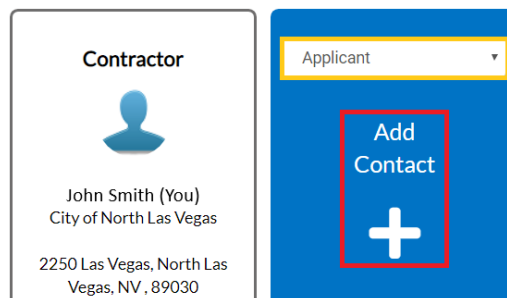 Contractor
John Smith (You)
City of North Las Vegas
2250 Las Vegas, North Las
Vegas, NV , 89030
Applicant
Add
Contact